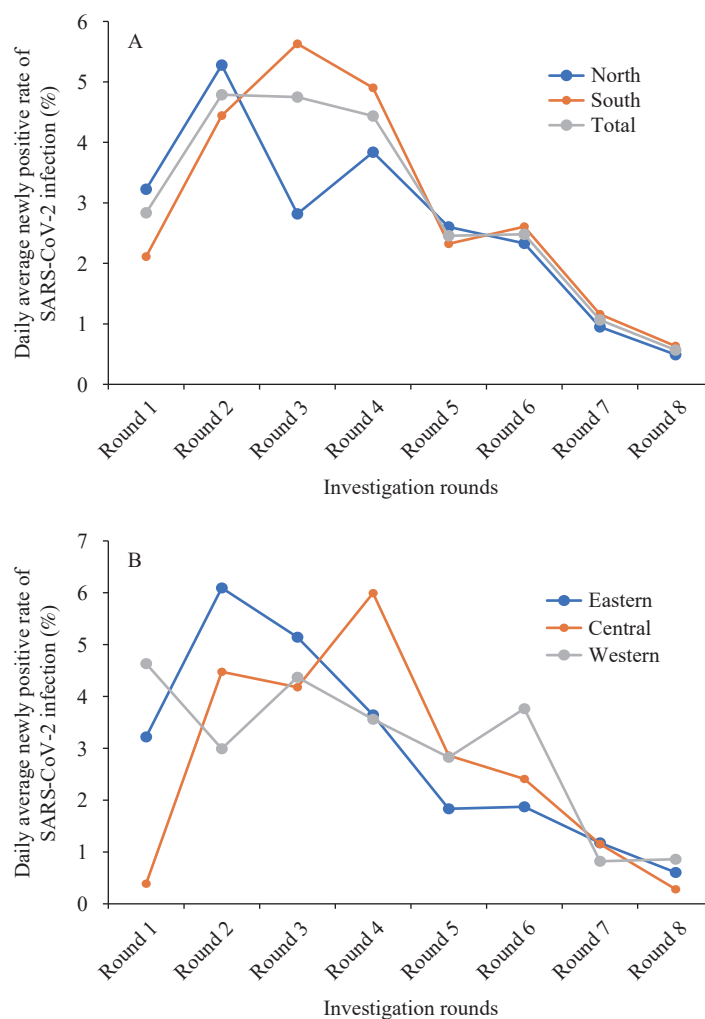 A
Daily average newly positive rate of
SARS-CoV-2 infection (%)
6
5
4
3
2
1
0
North
South
Total
Round 1
Round 2
Round 3
Round 4
Round 5
Round 6
Round 7
Round 8
Investigation rounds
B
Daily average newly positive rate of
SARS-CoV-2 infection (%)
7
6
5
4
3
2
1
0
Eastern
Central
Western
Round 1
Round 2
Round 3
Round 4
Round 5
Round 6
Round 7
Round 8
Investigation rounds